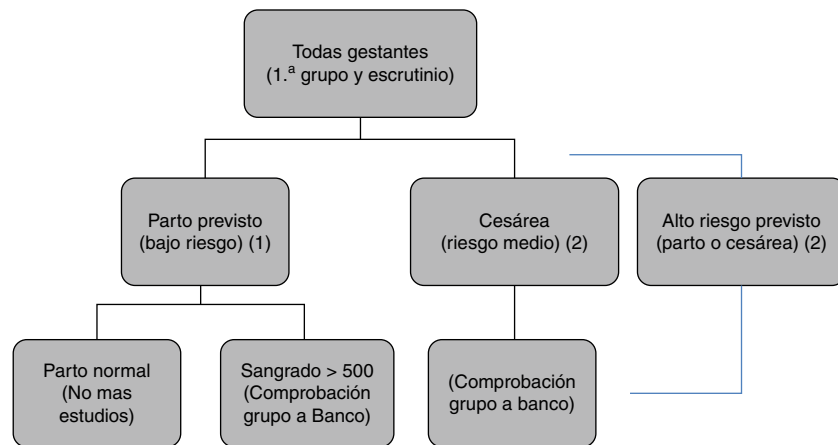 Todas gestantes
(1.ª grupo y escrutinio)
Parto previsto
(bajo riesgo) (1)
Cesárea
(riesgo medio) (2)
Alto riesgo previsto
(parto o cesárea) (2)
Parto normal
(No mas
estudios)
Sangrado > 500
(Comprobación
grupo a Banco)
(Comprobación
grupo a banco)